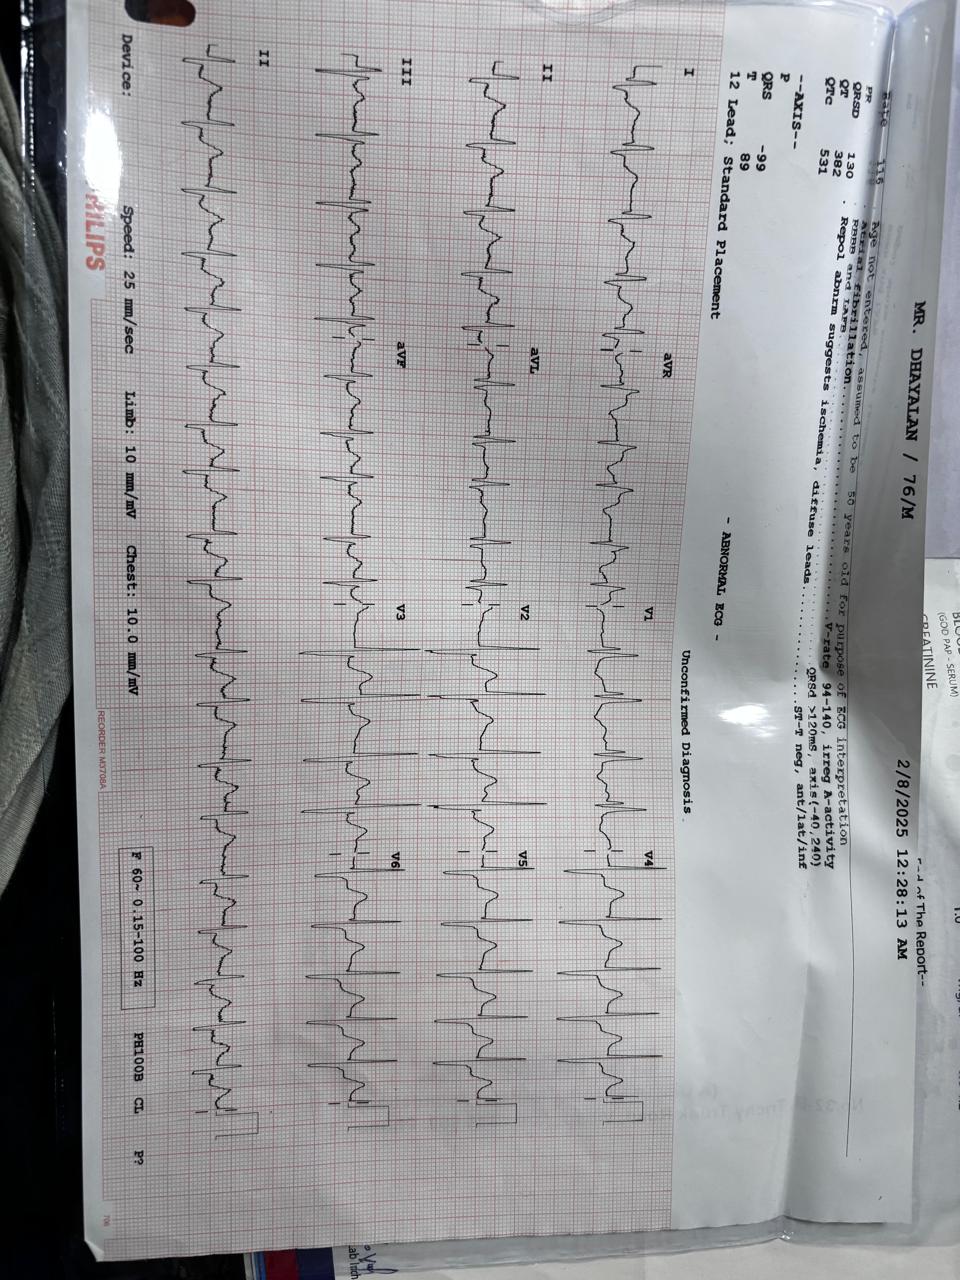 MR. DHAYALAN / 76/M
2/8/2025 12:28:13 AM
Rate 116
PR
QRSD 130
QT 382
QTc 531
Age not entered, assumed to be 50 years old for purpose of ECG interpretation
Atrial fibrillation.....V-rate 94-140, irreg A-activity
RBBB and LAFB.....QRSd >120mS, axis(-40,240)
Repol abnrm suggests ischemia, diffuse leads.....ST-T neg, ant/lat/inf
--AXIS--
P
QRS -99
T 89
12 Lead; Standard Placement
- ABNORMAL ECG -
Unconfirmed Diagnosis
I aVR V1 V4
II aVL V2 V5
III aVF V3 V6
II
Device: Speed: 25 mm/sec Limb: 10 mm/mV Chest: 10.0 mm/mV
F 60~ 0.15-100 Hz
PH100B CL P?
PHILIPS
REORDER M3708A
706
of The Report--
(GOD PAP - SERUM)
CREATININE